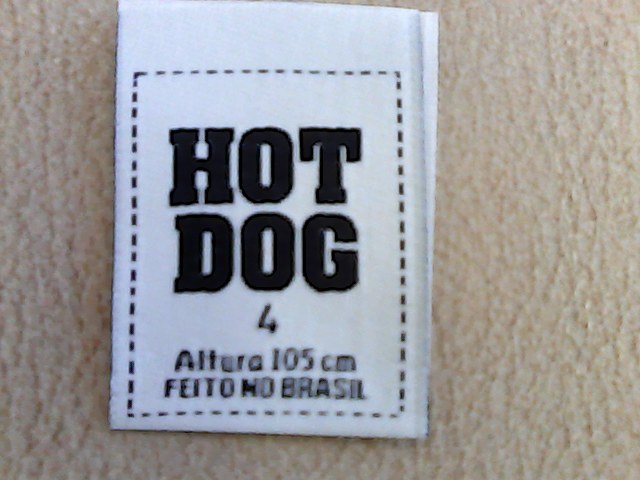 HOT
DOG
4
Altura 105 cm
FEITO NO BRASIL